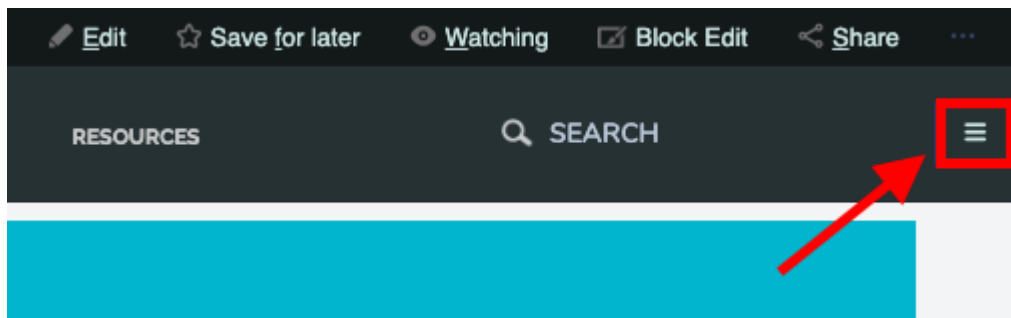 Edit Save for later Watching Block Edit Share ...
RESOURCES SEARCH